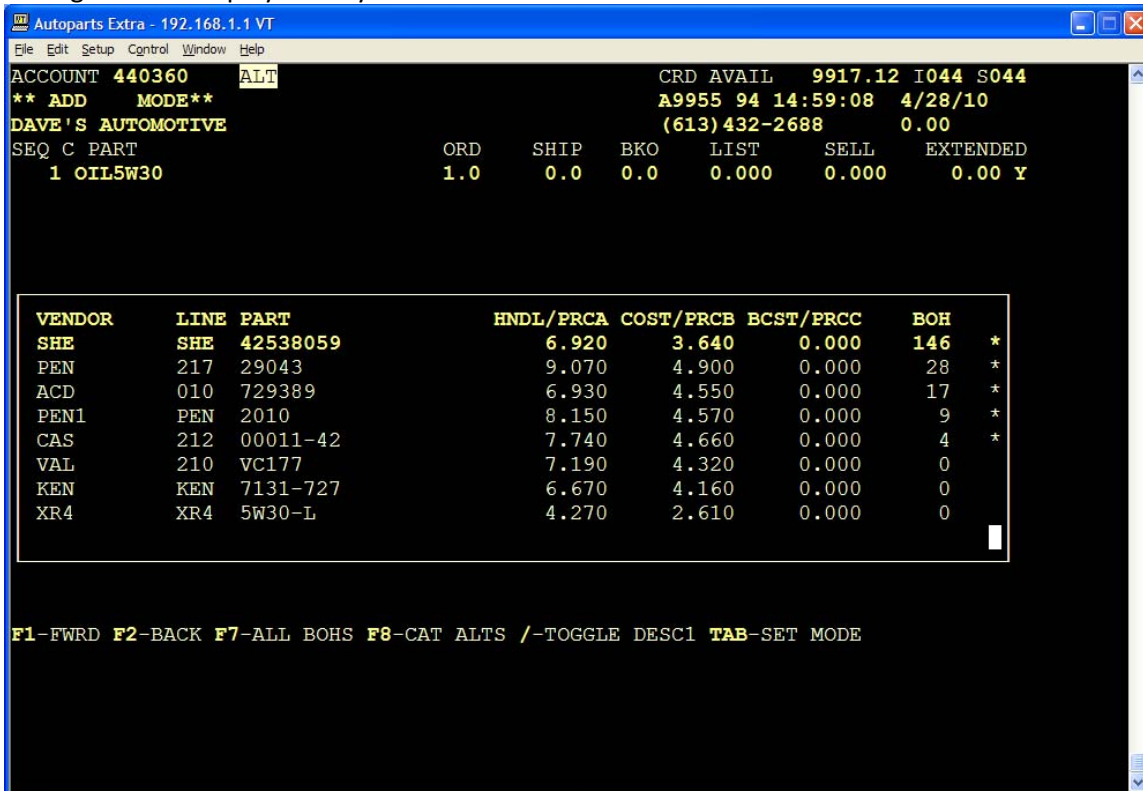 Autoparts Extra - 192.168.1.1 VT
File Edit Setup Control Window Help
ACCOUNT 440360 ALT CRD AVAIL 9917.12 I044 S044
** ADD MODE** A9955 94 14:59:08 4/28/10
DAVE'S AUTOMOTIVE (613)432-2688 0.00
SEQ C PART ORD SHIP BKO LIST SELL EXTENDED
1 OIL5W30 1.0 0.0 0.0 0.000 0.000 0.00 Y
VENDOR LINE PART HNDL/PRCA COST/PRCB BCST/PRCC BOH
SHE SHE 42538059 6.920 3.640 0.000 146 *
PEN 217 29043 9.070 4.900 0.000 28 *
ACD 010 729389 6.930 4.550 0.000 17 *
PEN1 PEN 2010 8.150 4.570 0.000 9 *
CAS 212 00011-42 7.740 4.660 0.000 4 *
VAL 210 VC177 7.190 4.320 0.000 0
KEN KEN 7131-727 6.670 4.160 0.000 0
XR4 XR4 5W30-L 4.270 2.610 0.000 0
F1-FWRD F2-BACK F7-ALL BOHS F8-CAT ALTS /-TOGGLE DESC1 TAB-SET MODE